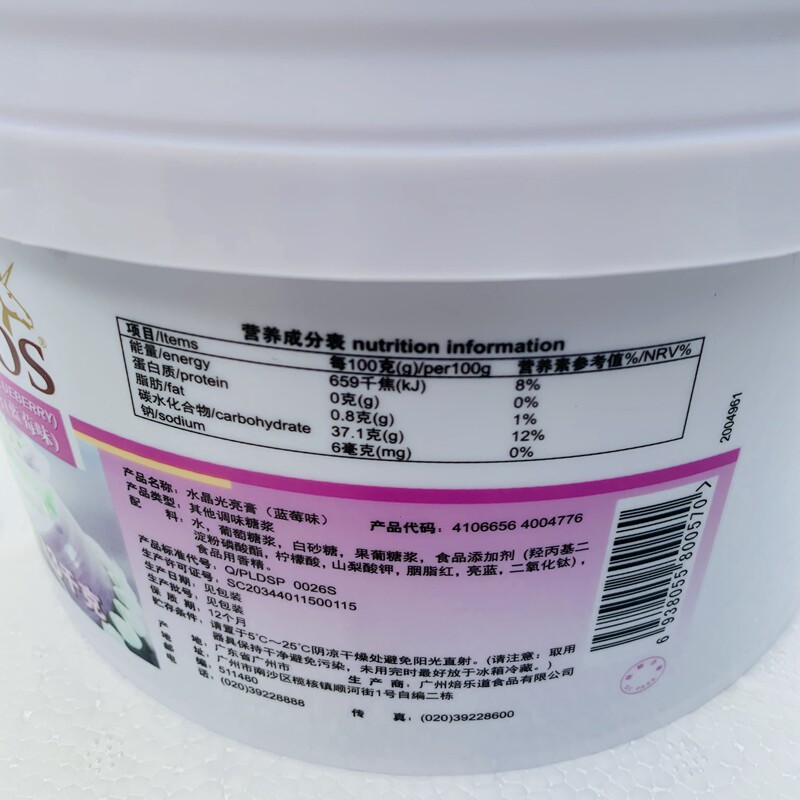 OS
®
UEBERRY)
营养成分表 nutrition information
项目/Items 每100克(g)/per100g 营养素参考值%/NRV%
能量/energy 659千焦(kJ) 8%
蛋白质/protein 0克(g) 0%
脂肪/fat 0.8克(g) 1%
碳水化合物/carbohydrate 37.1克(g) 12%
钠/sodium 6毫克(mg) 0%
2004961
产品名称：水晶光亮膏（蓝莓味）
产品类型：其他调味糖浆 产品代码：4106656 4004776
配 料：水，葡萄糖浆，白砂糖，果葡糖浆，食品添加剂 (羟丙基二
淀粉磷酸酯，柠檬酸，山梨酸钾，胭脂红，亮蓝，二氧化钛)，
食品用香精。
产品标准代号：Q/PLDSP 0026S
生产许可证号：SC20344011500115
生产日期：见包装
生产批号：见包装
保 质 期：12个月
贮存条件：请置于5℃～25℃阴凉干燥处避免阳光直射。(请注意：取用
器具保持干净避免污染，未用完时最好放于冰箱冷藏。)
产 地：广东省广州市 生 产 商：广州焙乐道食品有限公司
地 址：广州市南沙区榄核镇顺河街1号自编二栋
邮 编：511480
电 话：(020)39228888 传 真：(020)39228600
6 938055 800570 >